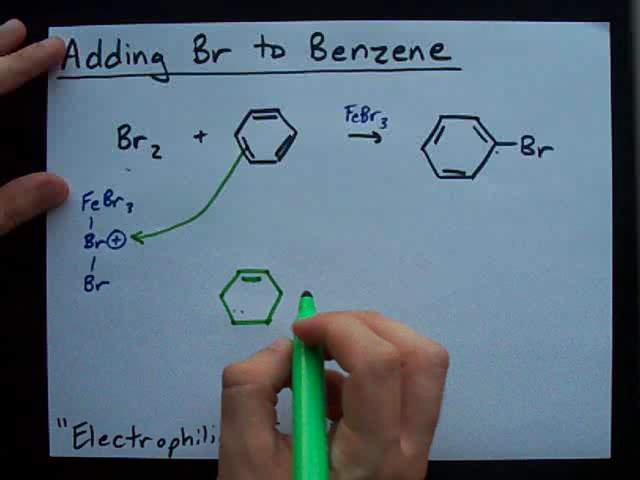 Adding Br to Benzene
Br2 + FeBr3 → Br
FeBr3
Br⊕
Br
"Electrophili